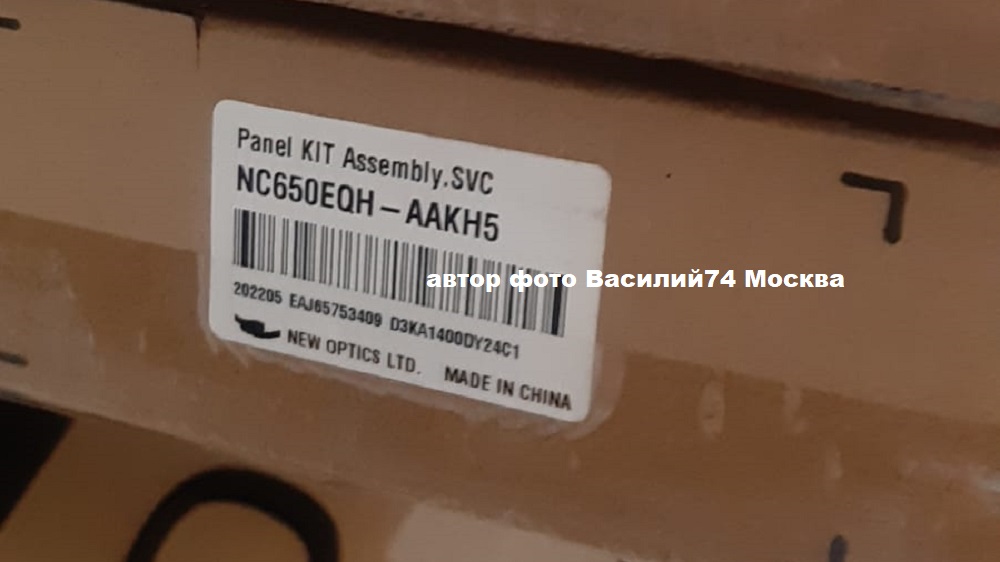 Panel KIT Assembly.SVC
NC650EQH-AAKH5
автор фото Василий74 Москва
202205 EAJ65753409 D3KA1400DY24C1
NEW OPTICS LTD. MADE IN CHINA